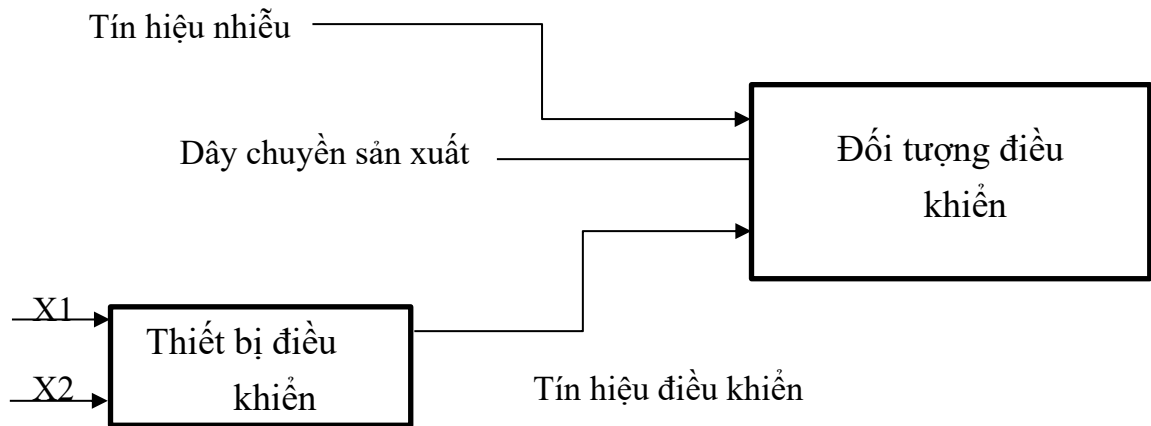 Tín hiệu nhiễu
Dây chuyền sản xuất
Đối tượng điều
khiển
X1
Thiết bị điều
X2
khiển
Tín hiệu điều khiển